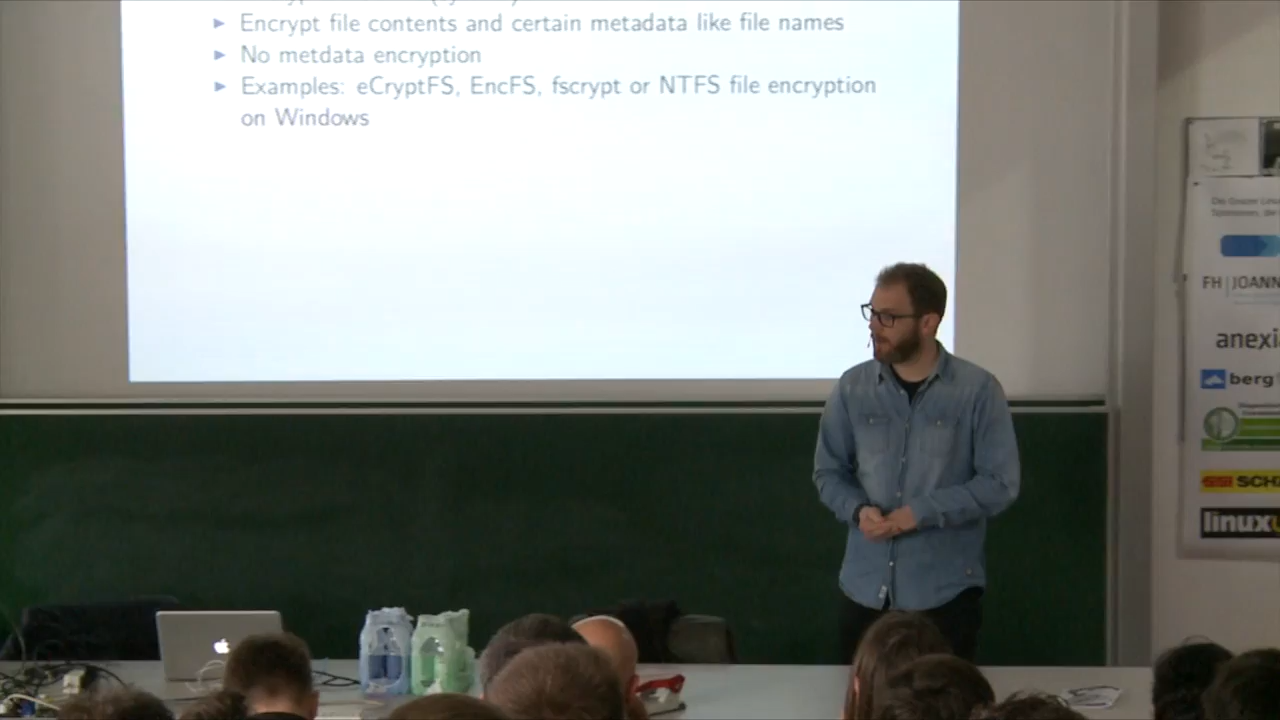 Encrypt file contents and certain metadata like file names
No metdata encryption
Examples: eCryptFS, EncFS, fscrypt or NTFS file encryption
on Windows
FH | JOANN
anexia
berg
SCH
linux